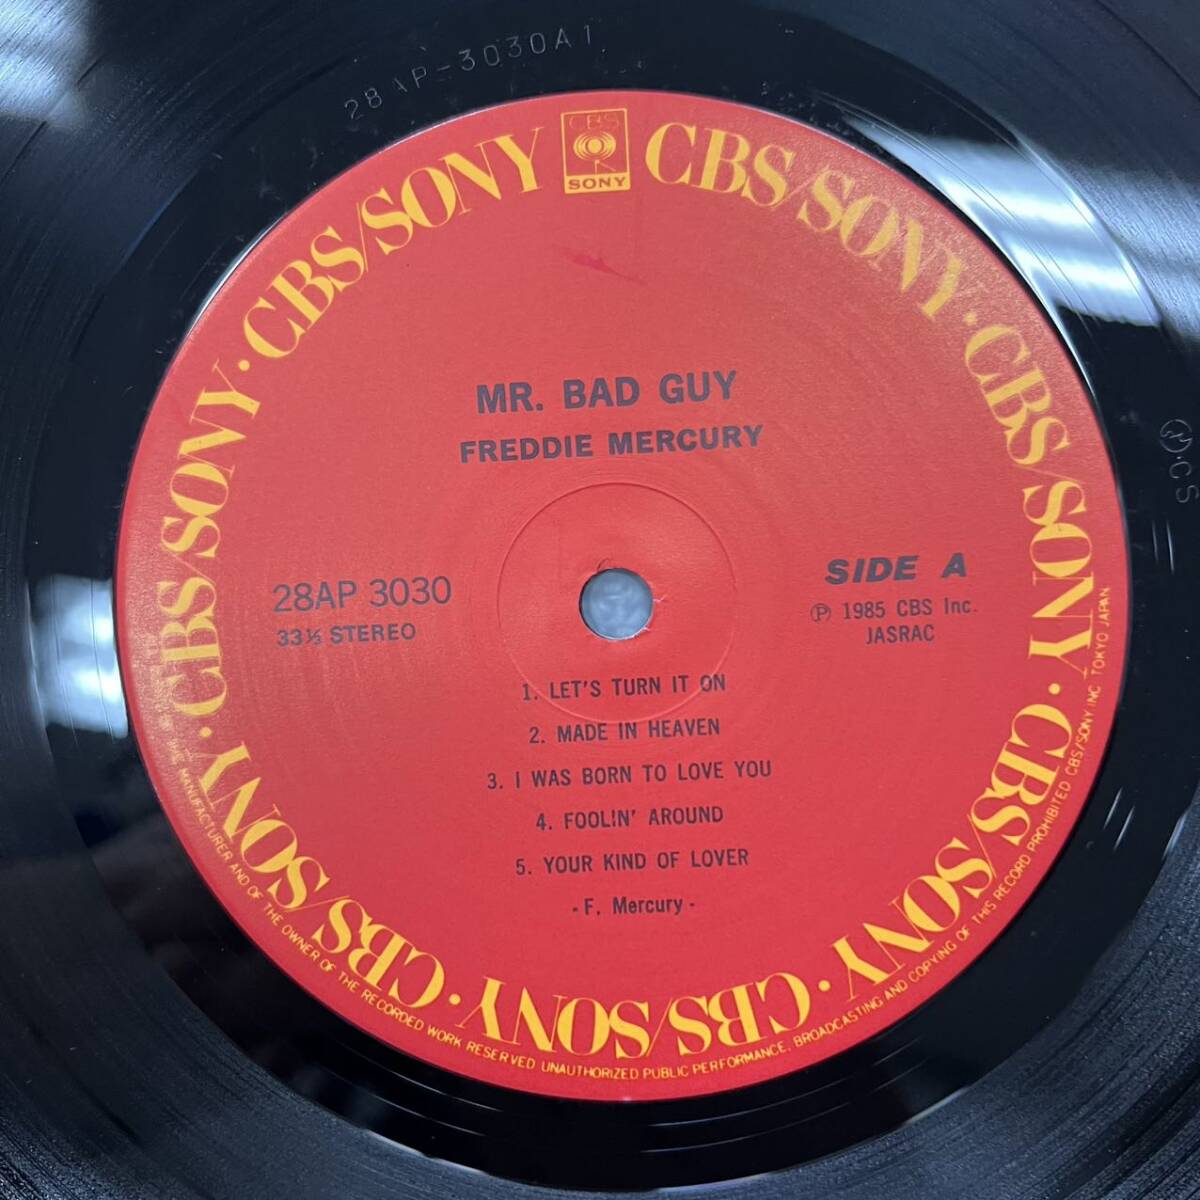 28AP-3030A1
CBS
SONY
CBS/SONY · CBS/SONY · CBS/SONY · CBS/SONY · CBS/SONY · CBS/SONY · CBS/SONY · CBS/SONY
MR. BAD GUY
FREDDIE MERCURY
28AP 3030
33⅓ STEREO
SIDE A
Ⓟ 1985 CBS Inc.
JASRAC
1. LET'S TURN IT ON
2. MADE IN HEAVEN
3. I WAS BORN TO LOVE YOU
4. FOOLIN' AROUND
5. YOUR KIND OF LOVER
- F. Mercury -
MANUFACTURER AND OF THE OWNER OF THE RECORDED WORK RESERVED UNAUTHORIZED PUBLIC PERFORMANCE, BROADCASTING AND COPYING OF THIS RECORD PROHIBITED CBS/SONY INC. TOKYO JAPAN
·CS